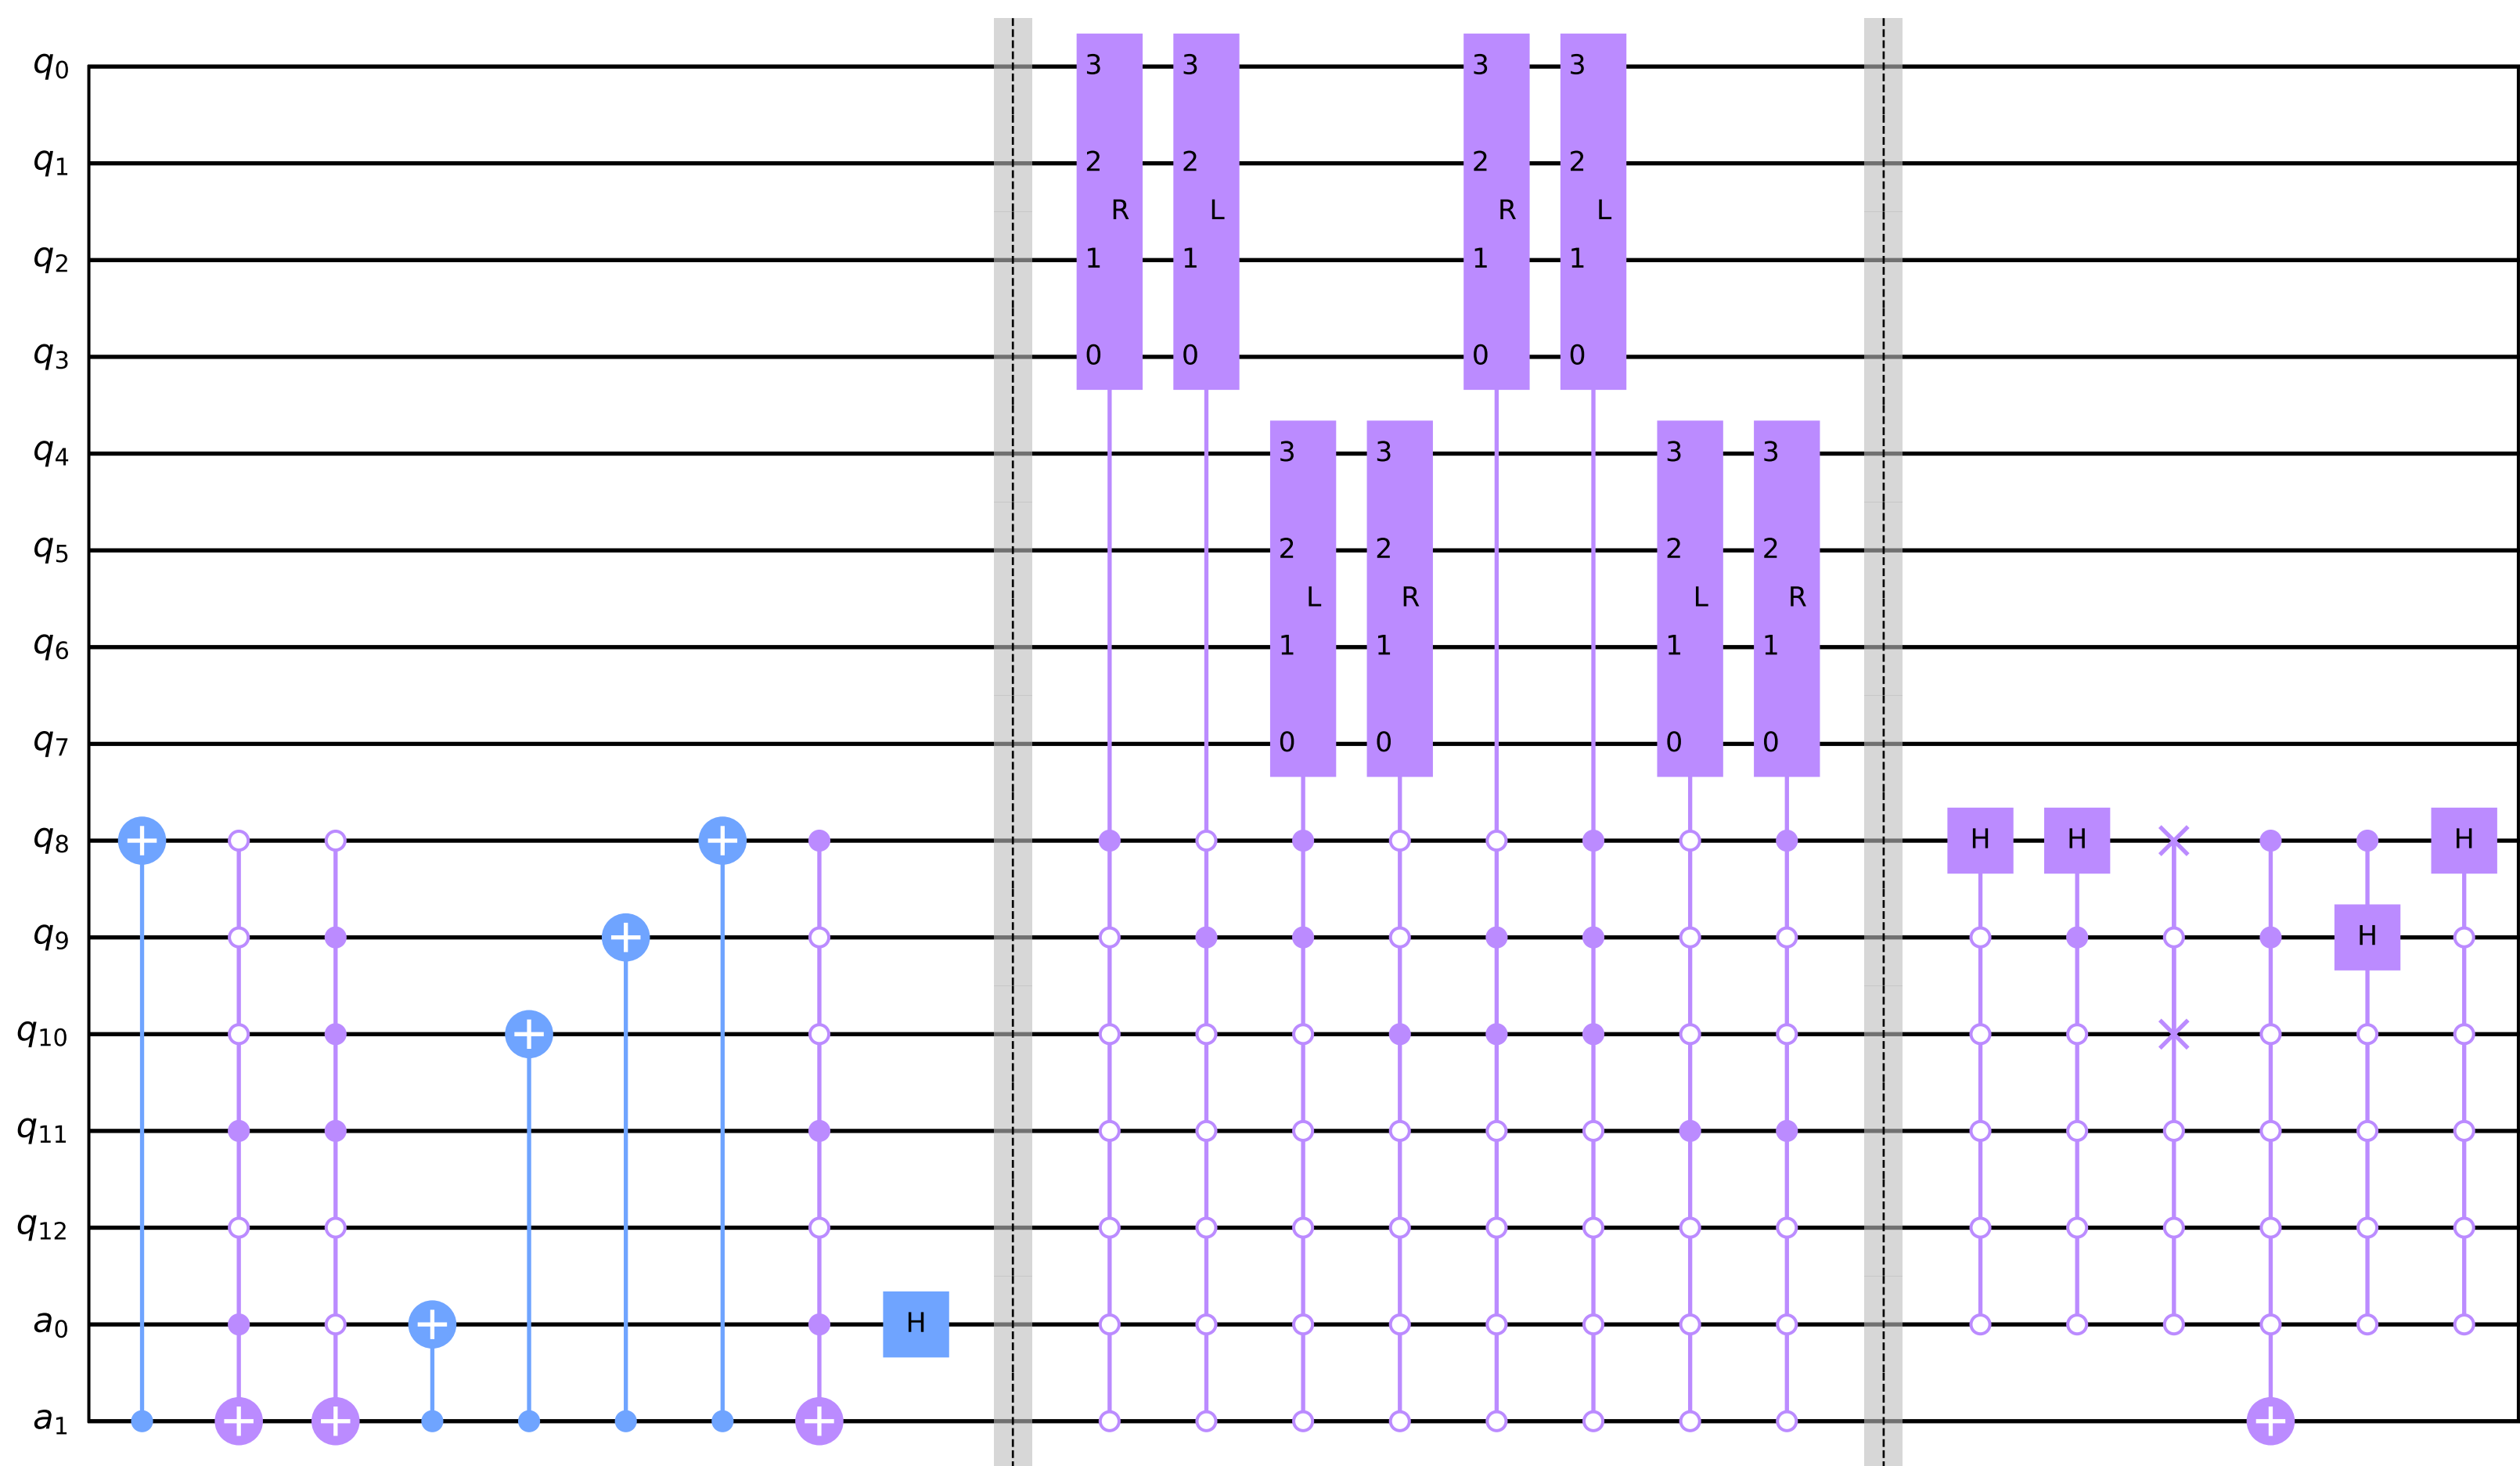 q0 3 3 3 3
q1 2 2 2 2
R L R L
q2 1 1 1 1
q3 0 0 0 0
q4 3 3 3 3
q5 2 2 2 2
L R L R
q6 1 1 1 1
q7 0 0 0 0
q8 H H H
q9 H
q10
q11
q12
a0 H
a1